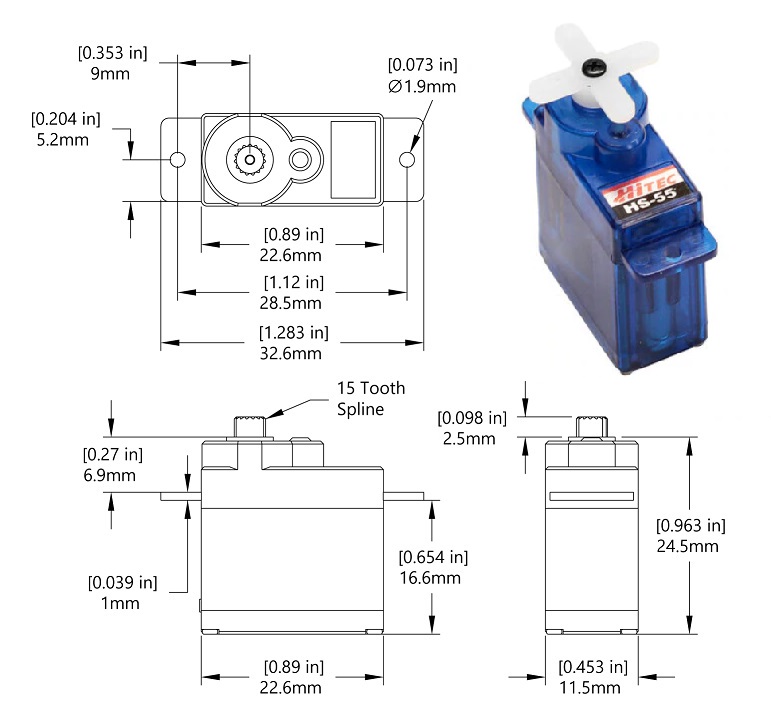 [0.353 in]
9mm
[0.073 in]
Ø1.9mm
[0.204 in]
5.2mm
HiTEC
HS-55
[0.89 in]
22.6mm
[1.12 in]
28.5mm
[1.283 in]
32.6mm
15 Tooth
Spline
[0.098 in]
2.5mm
[0.27 in]
6.9mm
[0.963 in]
24.5mm
[0.654 in]
16.6mm
[0.039 in]
1mm
[0.89 in]
22.6mm
[0.453 in]
11.5mm